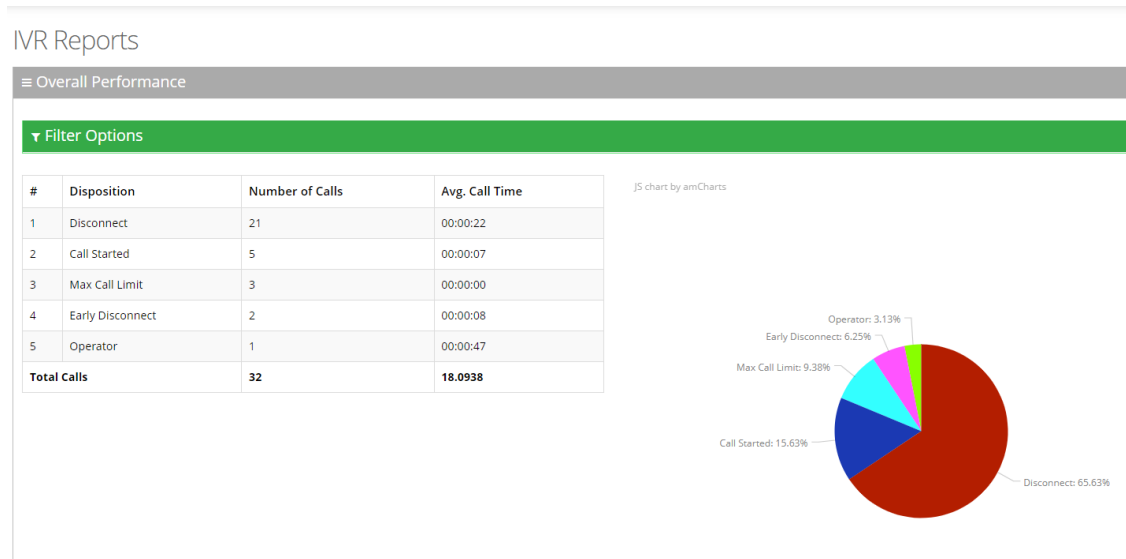 IVR Reports
≡ Overall Performance
Filter Options
# Disposition Number of Calls Avg. Call Time
1 Disconnect 21 00:00:22
2 Call Started 5 00:00:07
3 Max Call Limit 3 00:00:00
4 Early Disconnect 2 00:00:08
5 Operator 1 00:00:47
Total Calls 32 18.0938
JS chart by amCharts
Operator: 3.13%
Early Disconnect: 6.25%
Max Call Limit: 9.38%
Call Started: 15.63%
Disconnect: 65.63%